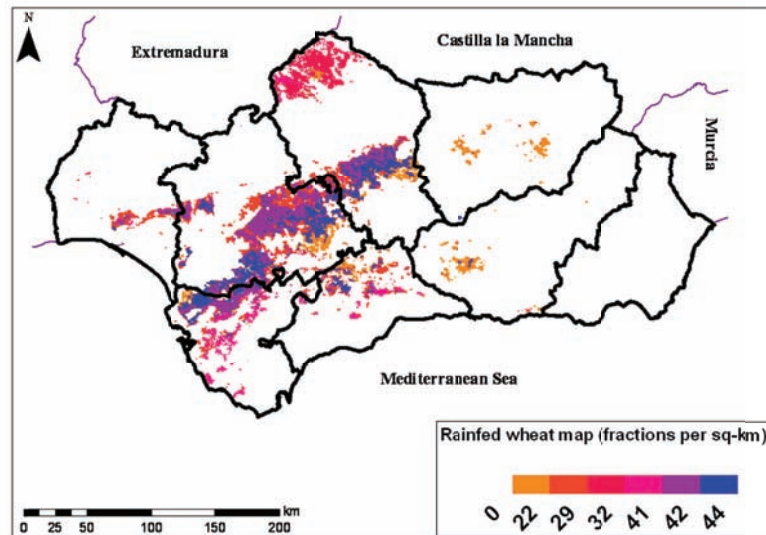 N
Extremadura
Castilla la Mancha
Murcia
Mediterranean Sea
Rainfed wheat map (fractions per sq-km)
0 22 29 32 41 42 44
0 25 50 100 150 200
km